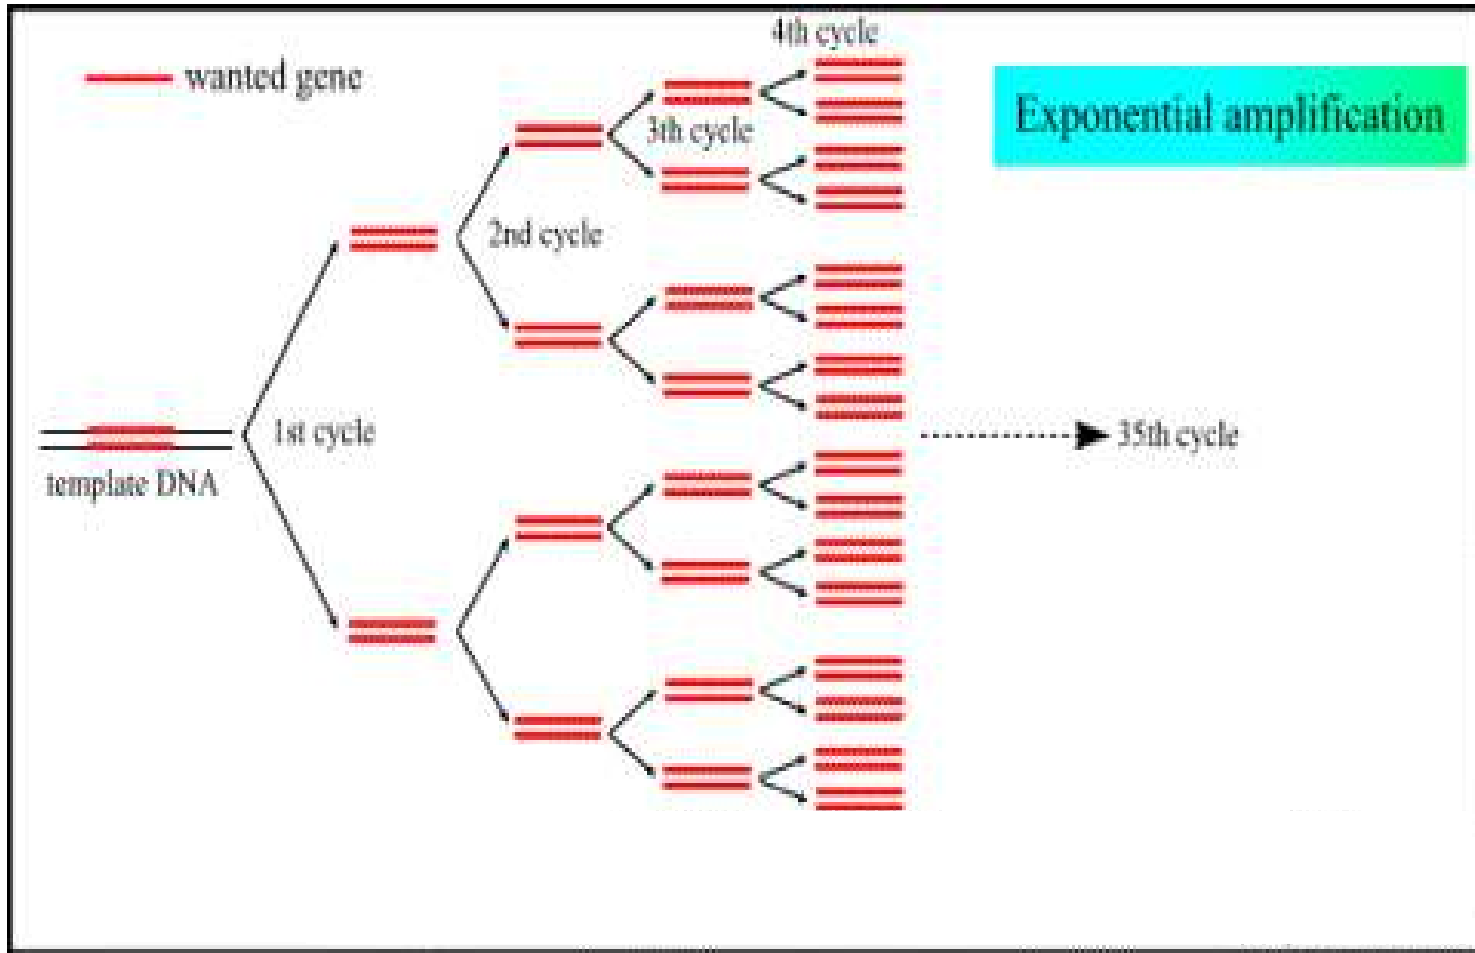 4th cycle
wanted gene
Exponential amplification
3th cycle
2nd cycle
1st cycle
35th cycle
template DNA